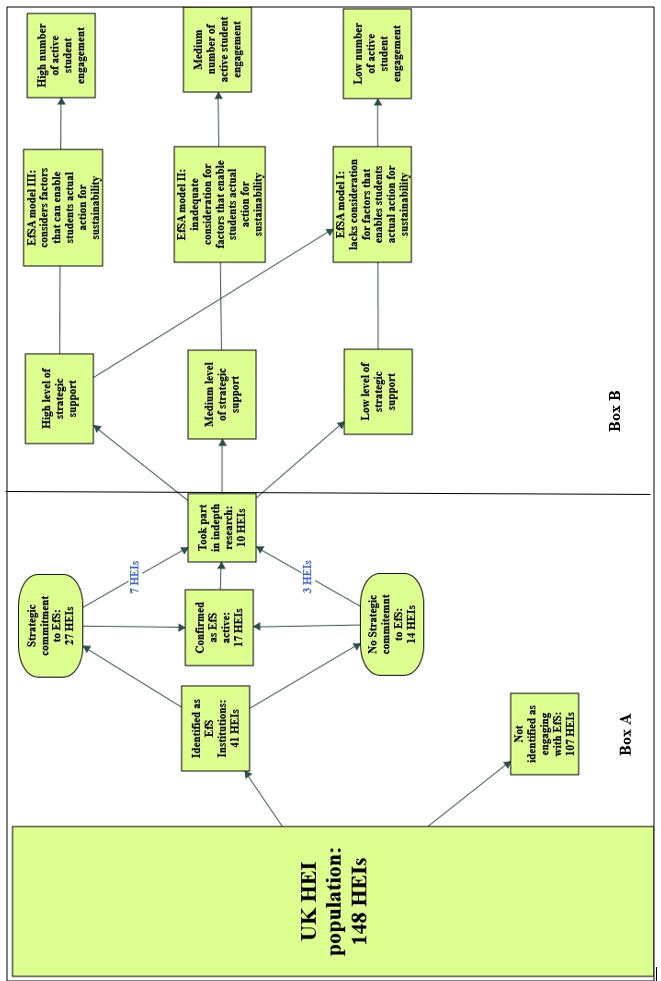 UK HEI
population:
148 HEIs
Identified as
EfS
Institutions:
41 HEIs
Not
identified as
engaging
with EfS:
107 HEIs
Box A
Strategic
commitment
to EfS:
27 HEIs
Confirmed
as EfS
active:
17 HEIs
No Strategic
commitemnt
to EfS:
14 HEIs
7 HEIs
3 HEIs
Took part
in indepth
research:
10 HEIs
High level of
strategic
support
Medium level
of strategic
support
Low level of
strategic
support
Box B
EfSA model III:
considers factors
that can enable
students actual
action for
sustainability
EfSA model II:
inadequate
consideration for
factors that enable
students actual
action for
sustainability
EfSA model I:
lacks consideration
for factors that
enables students
actual action for
sustainability
High number
of active
student
engagement
Medium
number of
active student
engagement
Low number
of active
student
engagement